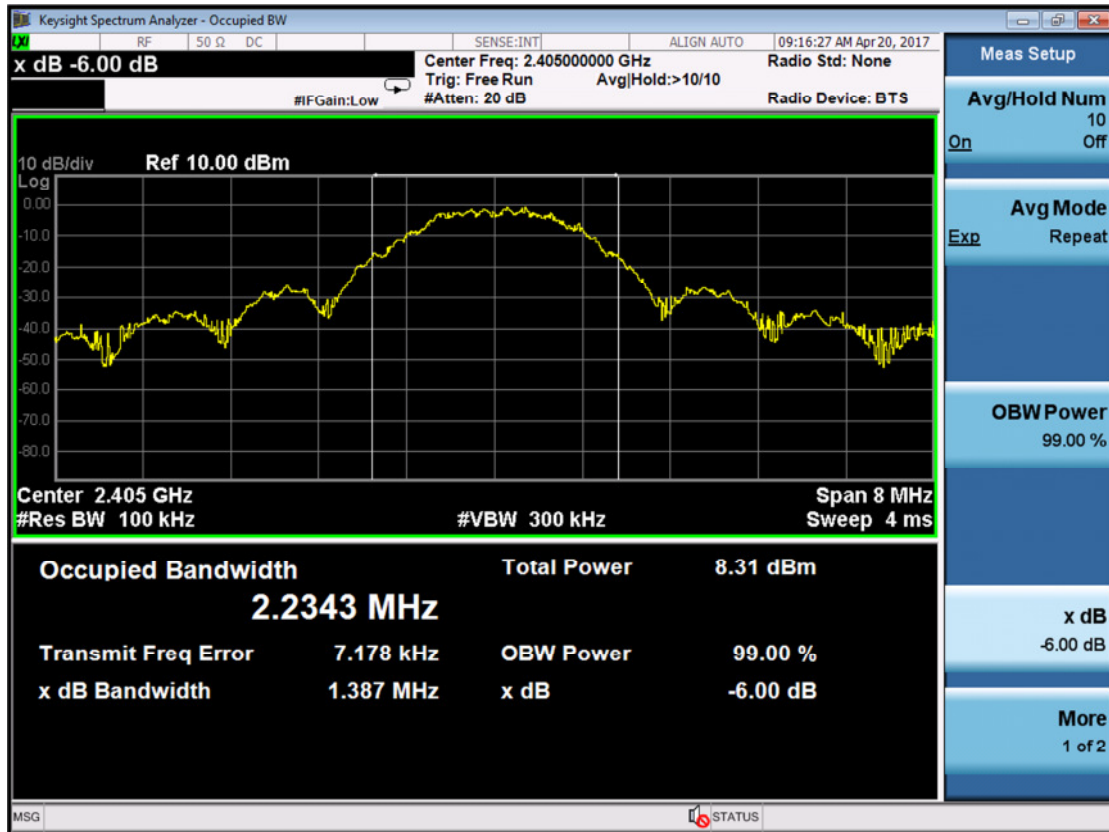 Keysight Spectrum Analyzer - Occupied BW
LXI RF 50 Ω DC SENSE:INT ALIGN AUTO 09:16:27 AM Apr 20, 2017
x dB -6.00 dB
Center Freq: 2.405000000 GHz Radio Std: None
Trig: Free Run Avg|Hold:>10/10
#IFGain:Low #Atten: 20 dB Radio Device: BTS
10 dB/div Ref 10.00 dBm
Log
0.00
-10.0
-20.0
-30.0
-40.0
-50.0
-60.0
-70.0
-80.0
Center 2.405 GHz Span 8 MHz
#Res BW 100 kHz #VBW 300 kHz Sweep 4 ms
Occupied Bandwidth Total Power 8.31 dBm
2.2343 MHz
Transmit Freq Error 7.178 kHz OBW Power 99.00 %
x dB Bandwidth 1.387 MHz x dB -6.00 dB
Meas Setup
Avg/Hold Num
10
On Off
Avg Mode
Exp Repeat
OBW Power
99.00 %
x dB
-6.00 dB
More
1 of 2
MSG STATUS